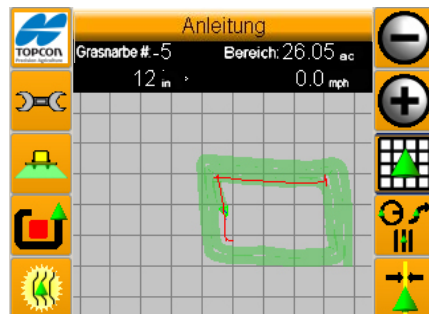 Anleitung
TOPCON
Precision Agriculture
Grasnarbe #:-5 Bereich: 26.05 ac
12 in 0.0 mph